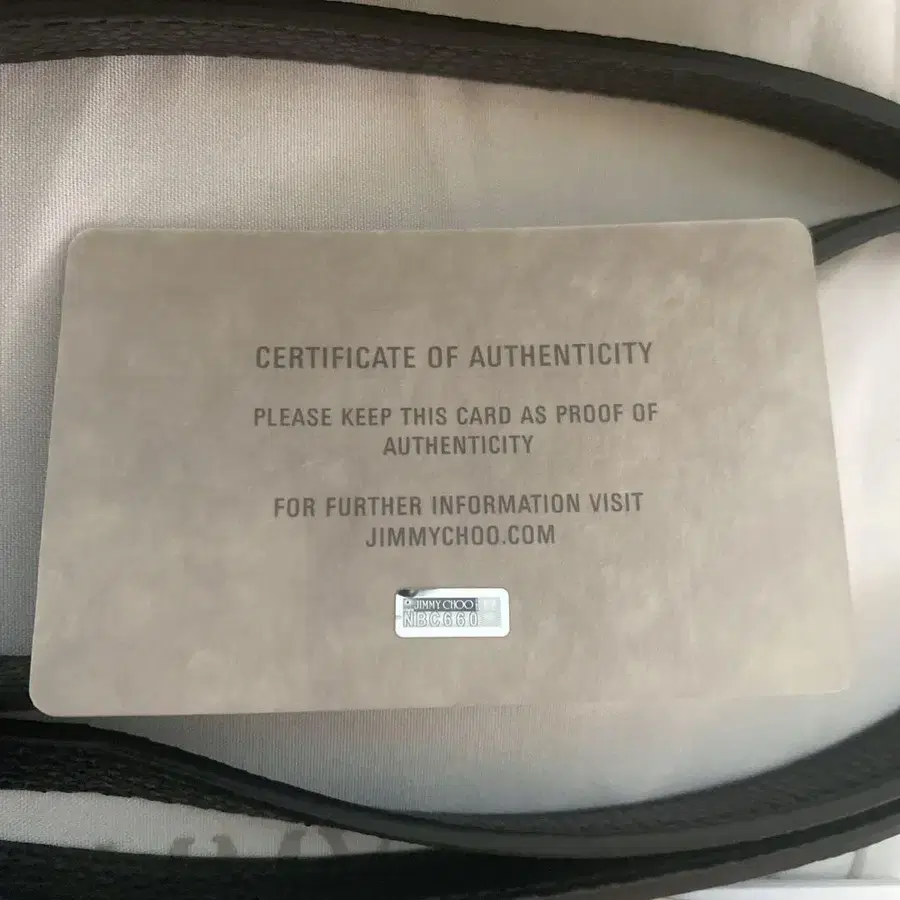 CERTIFICATE OF AUTHENTICITY
PLEASE KEEP THIS CARD AS PROOF OF
AUTHENTICITY
FOR FURTHER INFORMATION VISIT
JIMMYCHOO.COM
JIMMY CHOO
NBC660